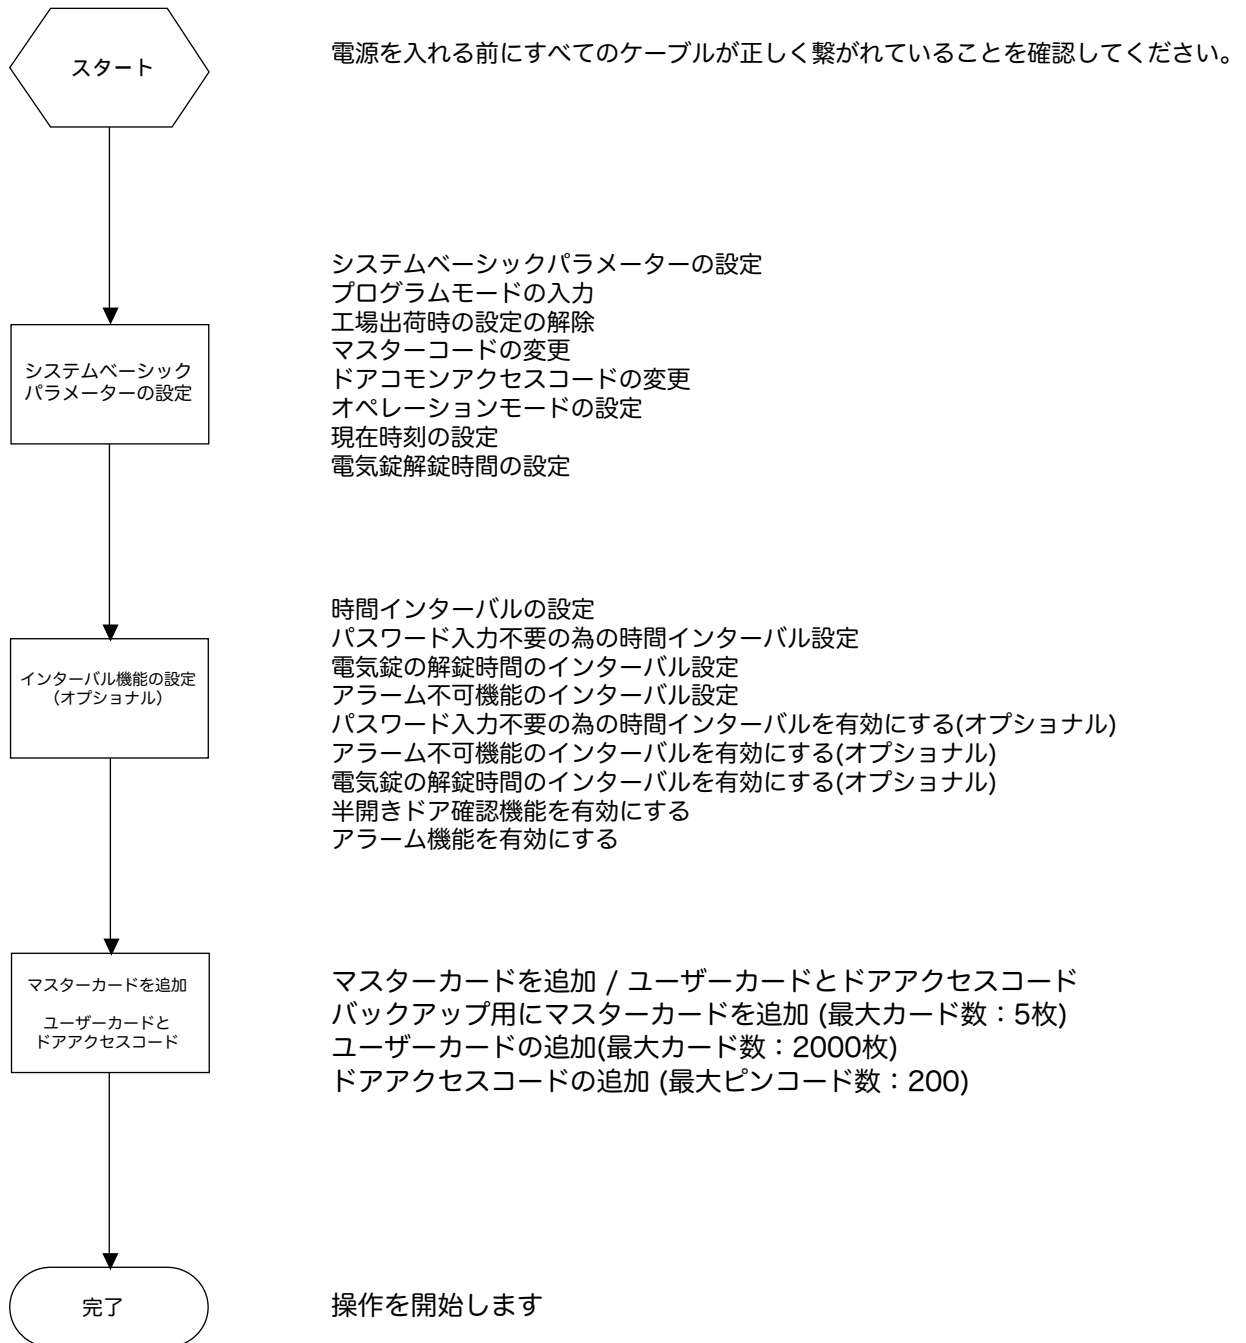 スタート
電源を入れる前にすべてのケーブルが正しく繋がれていることを確認してください。
システムベーシック
パラメーターの設定
システムベーシックパラメーターの設定
プログラムモードの入力
工場出荷時の設定の解除
マスターコードの変更
ドアコモンアクセスコードの変更
オペレーションモードの設定
現在時刻の設定
電気錠解錠時間の設定
インターバル機能の設定
(オプショナル)
時間インターバルの設定
パスワード入力不要の為の時間インターバル設定
電気錠の解錠時間のインターバル設定
アラーム不可機能のインターバル設定
パスワード入力不要の為の時間インターバルを有効にする(オプショナル)
アラーム不可機能のインターバルを有効にする(オプショナル)
電気錠の解錠時間のインターバルを有効にする(オプショナル)
半開きドア確認機能を有効にする
アラーム機能を有効にする
マスターカードを追加
ユーザーカードと
ドアアクセスコード
マスターカードを追加 / ユーザーカードとドアアクセスコード
バックアップ用にマスターカードを追加 (最大カード数：5枚)
ユーザーカードの追加(最大カード数：2000枚)
ドアアクセスコードの追加 (最大ピンコード数：200)
完了
操作を開始します